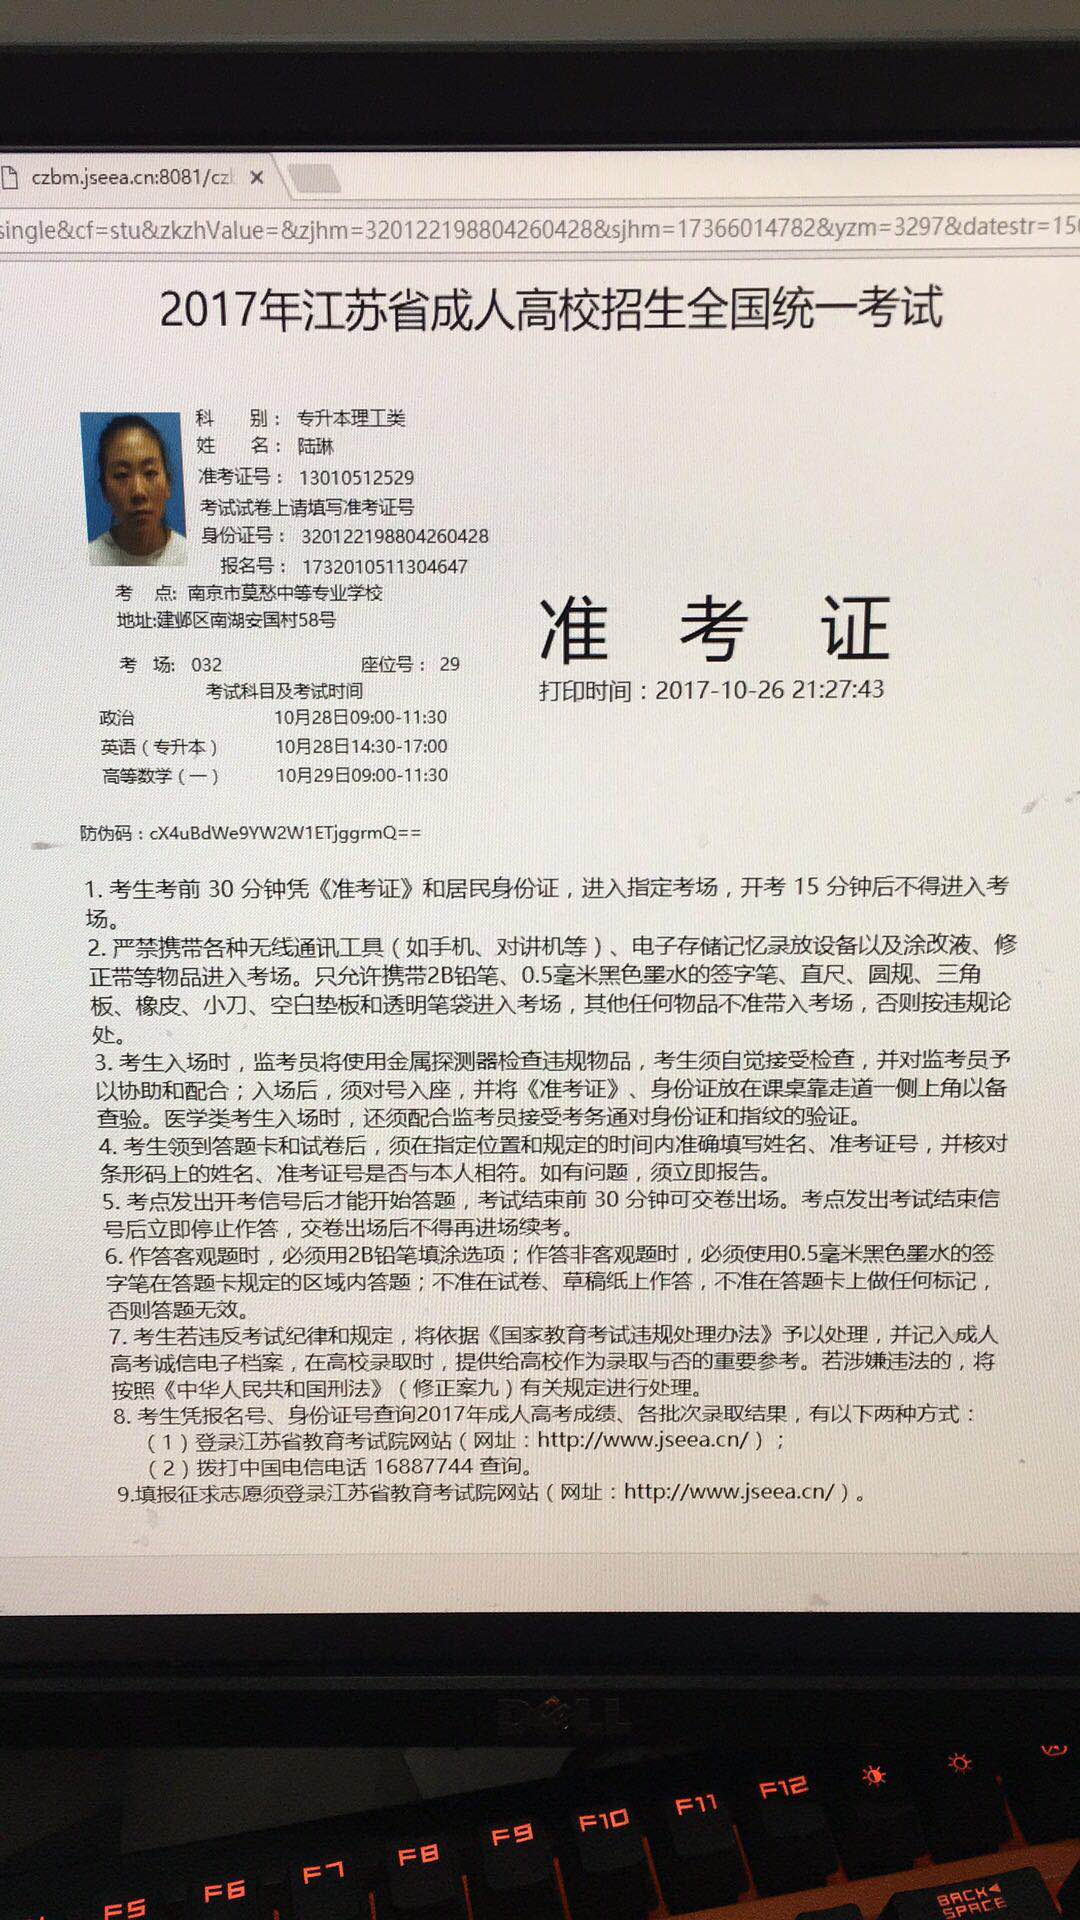 czbm.jseea.cn:8081/cz
single&cf=stu&zkzhValue=&zjhm=320122198804260428&sjhm=17366014782&yzm=3297&datestr=15
2017年江苏省成人高校招生全国统一考试
科 别： 专升本理工类
姓 名： 陆琳
准考证号： 13010512529
考试试卷上请填写准考证号
身份证号： 320122198804260428
报名号： 1732010511304647
考 点: 南京市莫愁中等专业学校
地址:建邺区南湖安国村58号
准 考 证
考 场: 032 座位号： 29
打印时间：2017-10-26 21:27:43
考试科目及考试时间
政治 10月28日09:00-11:30
英语（专升本） 10月28日14:30-17:00
高等数学（一） 10月29日09:00-11:30
防伪码：cX4uBdWe9YW2W1ETjggrmQ==
1. 考生考前 30 分钟凭《准考证》和居民身份证，进入指定考场，开考 15 分钟后不得进入考
场。
2. 严禁携带各种无线通讯工具（如手机、对讲机等）、电子存储记忆录放设备以及涂改液、修
正带等物品进入考场。只允许携带2B铅笔、0.5毫米黑色墨水的签字笔、直尺、圆规、三角
板、橡皮、小刀、空白垫板和透明笔袋进入考场，其他任何物品不准带入考场，否则按违规论
处。
3. 考生入场时，监考员将使用金属探测器检查违规物品，考生须自觉接受检查，并对监考员予
以协助和配合；入场后，须对号入座，并将《准考证》、身份证放在课桌靠走道一侧上角以备
查验。医学类考生入场时，还须配合监考员接受考务通对身份证和指纹的验证。
4. 考生领到答题卡和试卷后，须在指定位置和规定的时间内准确填写姓名、准考证号，并核对
条形码上的姓名、准考证号是否与本人相符。如有问题，须立即报告。
5. 考点发出开考信号后才能开始答题，考试结束前 30 分钟可交卷出场。考点发出考试结束信
号后立即停止作答，交卷出场后不得再进场续考。
6. 作答客观题时，必须用2B铅笔填涂选项；作答非客观题时，必须使用0.5毫米黑色墨水的签
字笔在答题卡规定的区域内答题；不准在试卷、草稿纸上作答，不准在答题卡上做任何标记，
否则答题无效。
7. 考生若违反考试纪律和规定，将依据《国家教育考试违规处理办法》予以处理，并记入成人
高考诚信电子档案，在高校录取时，提供给高校作为录取与否的重要参考。若涉嫌违法的，将
按照《中华人民共和国刑法》（修正案九）有关规定进行处理。
8. 考生凭报名号、身份证号查询2017年成人高考成绩、各批次录取结果，有以下两种方式：
（1）登录江苏省教育考试院网站（网址：http://www.jseea.cn/）；
（2）拨打中国电信电话 16887744 查询。
9.填报征求志愿须登录江苏省教育考试院网站（网址：http://www.jseea.cn/）。
DELL
F5 F6 F7 F8 F9 F10 F11 F12
BACK
SPACE